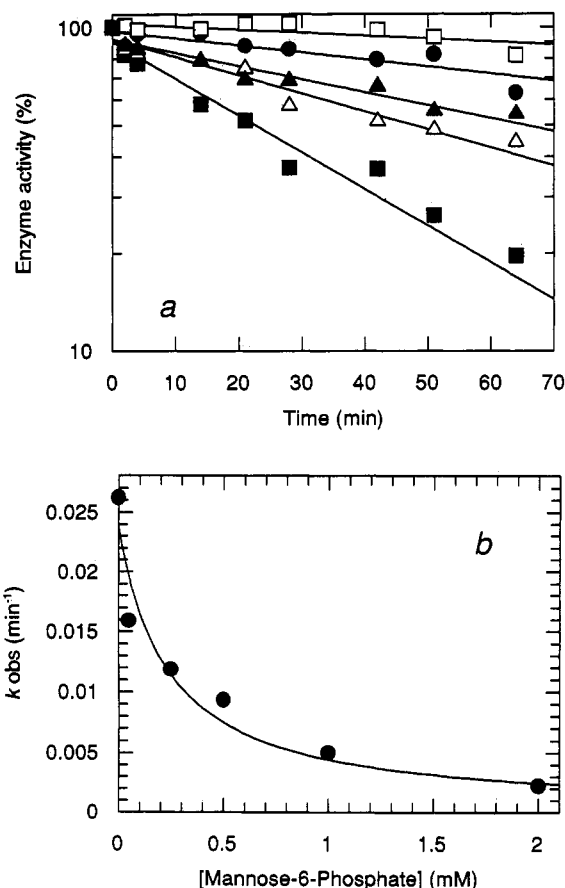 100
10
Enzyme activity (%)
a
0 10 20 30 40 50 60 70
Time (min)
0.025
0.02
0.015
0.01
0.005
0
k obs (min⁻¹)
b
0 0.5 1 1.5 2
[Mannose-6-Phosphate] (mM)